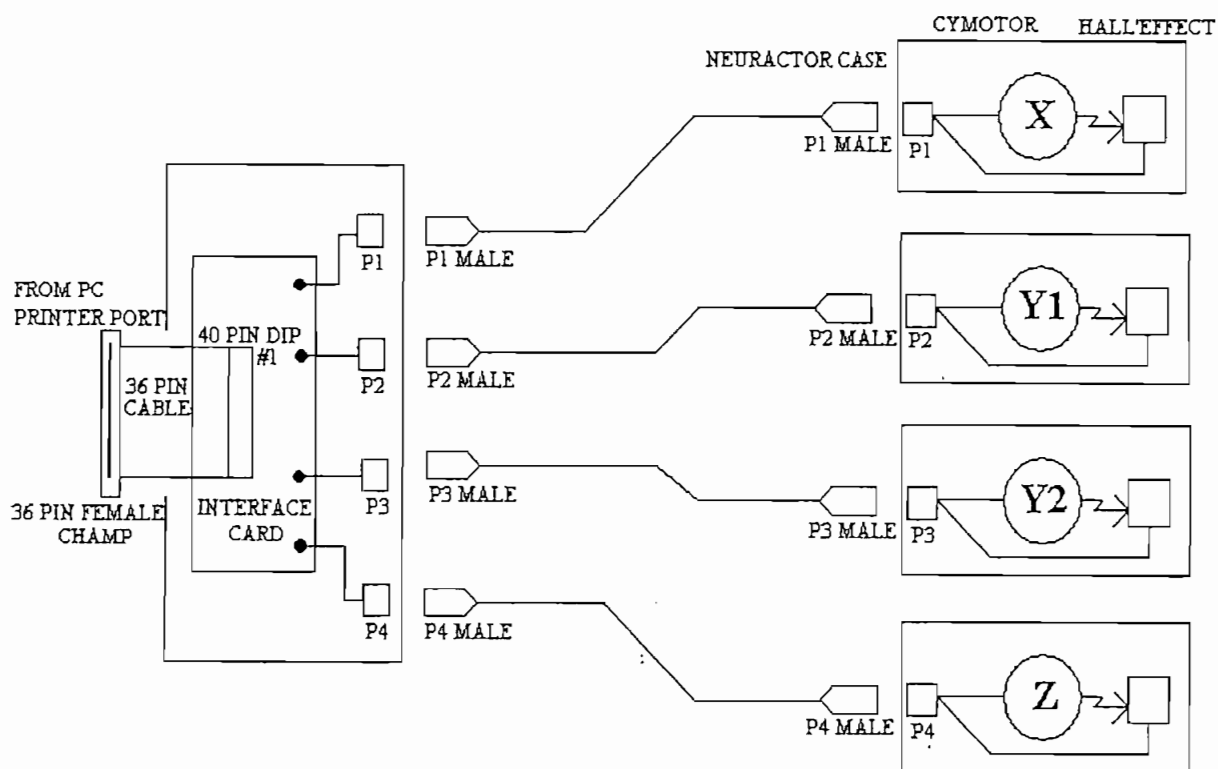 CYMOTOR
HALL EFFECT
NEURACTOR CASE
X
P1 MALE
P1
P1
P1 MALE
FROM PC
PRINTER PORT
40 PIN DIP
#1
Y1
P2 MALE
P2
P2
P2 MALE
36 PIN
CABLE
36 PIN FEMALE
CHAMP
INTERFACE
CARD
P3
P3 MALE
Y2
P3 MALE
P3
P4
P4 MALE
Z
P4 MALE
P4